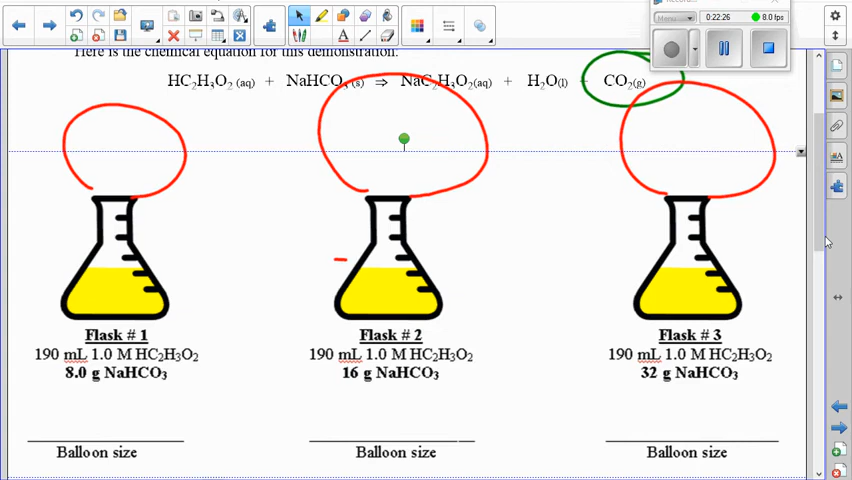 Menu
0:22:26
8.0 fps
Here is the chemical equation for this demonstration:
HC₂H₃O₂ (aq) + NaHCO₃ (s) ⇒ NaC₂H₃O₂(aq) + H₂O(l) + CO₂(g)
Flask # 1
190 mL 1.0 M HC₂H₃O₂
8.0 g NaHCO₃
Balloon size
Flask # 2
190 mL 1.0 M HC₂H₃O₂
16 g NaHCO₃
Balloon size
Flask # 3
190 mL 1.0 M HC₂H₃O₂
32 g NaHCO₃
Balloon size